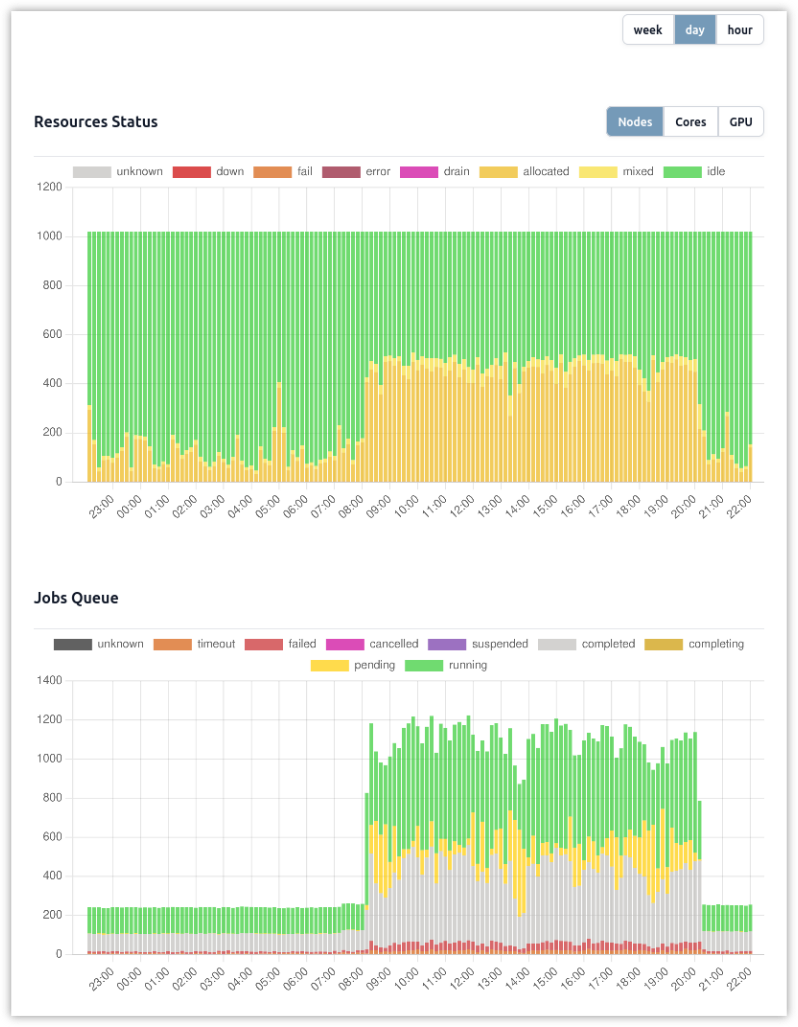 week day hour
Resources Status Nodes Cores GPU
unknown down fail error drain allocated mixed idle
1200
1000
800
600
400
200
0
23:00 00:00 01:00 02:00 03:00 04:00 05:00 06:00 07:00 08:00 09:00 10:00 11:00 12:00 13:00 14:00 15:00 16:00 17:00 18:00 19:00 20:00 21:00 22:00
Jobs Queue
unknown timeout failed cancelled suspended completed completing
pending running
1400
1200
1000
800
600
400
200
0
23:00 00:00 01:00 02:00 03:00 04:00 05:00 06:00 07:00 08:00 09:00 10:00 11:00 12:00 13:00 14:00 15:00 16:00 17:00 18:00 19:00 20:00 21:00 22:00